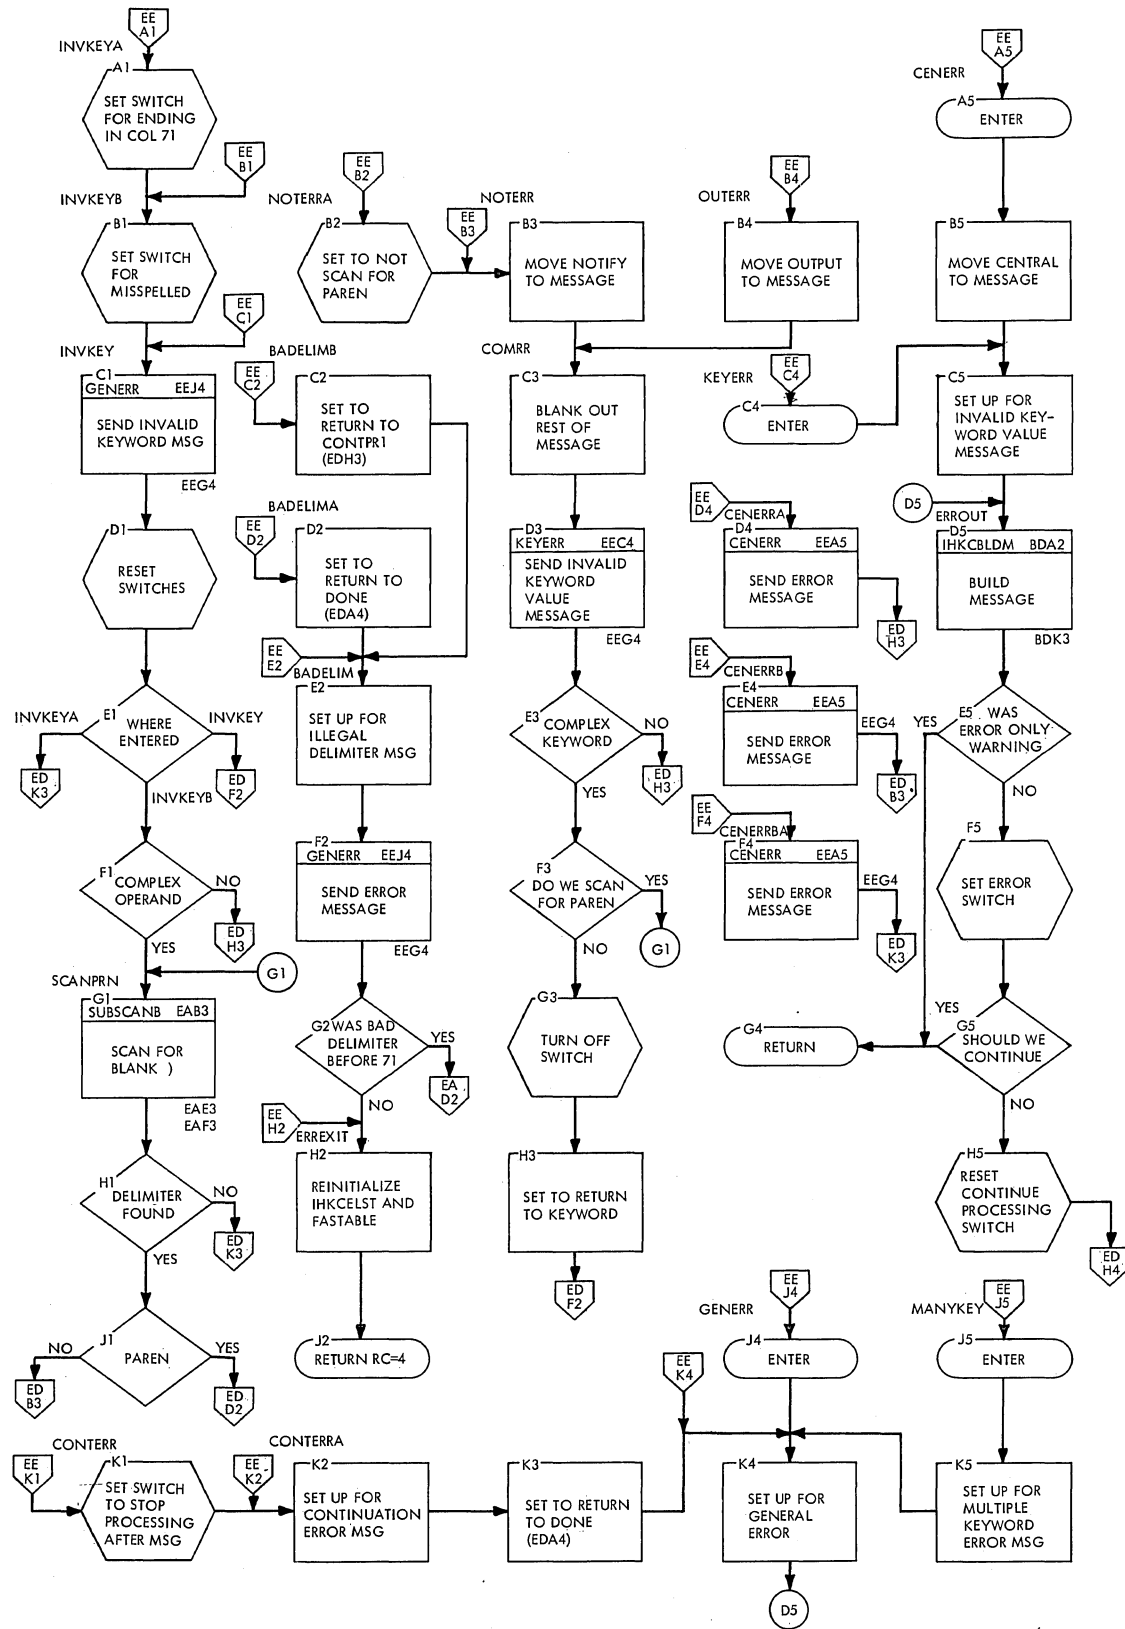 EE
A1
INVKEYA
A1
SET SWITCH
FOR ENDING
IN COL 71
EE
B1
INVKEYB
B1
SET SWITCH
FOR
MISSPELLED
EE
C1
INVKEY
C1
GENERR EEJ4
SEND INVALID
KEYWORD MSG
EEG4
D1
RESET
SWITCHES
E1
WHERE
ENTERED
INVKEYA
ED
K3
INVKEY
ED
F2
INVKEYB
F1
COMPLEX
OPERAND
NO
ED
H3
YES
G1
SCANPRN
G1
SUBSCANB EAB3
SCAN FOR
BLANK )
EAE3
EAF3
H1
DELIMITER
FOUND
NO
ED
K3
YES
J1
PAREN
NO
ED
B3
YES
ED
D2
CONTERR
EE
K1
K1
SET SWITCH
TO STOP
PROCESSING
AFTER MSG
EE
B2
NOTERRA
B2
SET TO NOT
SCAN FOR
PAREN
BADELIMB
EE
C2
C2
SET TO
RETURN TO
CONTPR1
(EDH3)
BADELIMA
EE
D2
D2
SET TO
RETURN TO
DONE
(EDA4)
EE
E2
BADELIM
E2
SET UP FOR
ILLEGAL
DELIMITER MSG
F2
GENERR EEJ4
SEND ERROR
MESSAGE
EEG4
G2 WAS BAD
DELIMITER
BEFORE 71
YES
EA
D2
NO
EE
H2
ERREXIT
H2
REINITIALIZE
IHKCELST AND
FASTABLE
J2
RETURN RC=4
CONTERRA
EE
K2
K2
SET UP FOR
CONTINUATION
ERROR MSG
NOTERR
EE
B3
B3
MOVE NOTIFY
TO MESSAGE
COMRR
C3
BLANK OUT
REST OF
MESSAGE
D3
KEYERR EEC4
SEND INVALID
KEYWORD
VALUE
MESSAGE
EEG4
E3
COMPLEX
KEYWORD
NO
ED
H3
YES
F3
DO WE SCAN
FOR PAREN
YES
G1
NO
G3
TURN OFF
SWITCH
H3
SET TO RETURN
TO KEYWORD
ED
F2
K3
SET TO RETURN
TO DONE
(EDA4)
EE
K4
EE
B4
OUTERR
B4
MOVE OUTPUT
TO MESSAGE
EE
C4
KEYERR
C4
ENTER
EE
D4
CENERRA
D4
CENERR EEA5
SEND ERROR
MESSAGE
ED
H3
EE
E4
CENERRB
E4
CENERR EEA5
SEND ERROR
MESSAGE
EEG4
ED
B3
EE
F4
CENERRBA
F4
CENERR EEA5
SEND ERROR
MESSAGE
EEG4
ED
K3
G4
RETURN
EE
J4
GENERR
J4
ENTER
K4
SET UP FOR
GENERAL
ERROR
D5
EE
A5
CENERR
A5
ENTER
B5
MOVE CENTRAL
TO MESSAGE
C5
SET UP FOR
INVALID KEY-
WORD VALUE
MESSAGE
D5
ERROUT
D5
IHKCBLDM BDA2
BUILD
MESSAGE
BDK3
E5 WAS
ERROR ONLY
WARNING
YES
NO
F5
SET ERROR
SWITCH
YES
G5
SHOULD WE
CONTINUE
NO
H5
RESET
CONTINUE
PROCESSING
SWITCH
ED
H4
EE
J5
MANYKEY
J5
ENTER
K5
SET UP FOR
MULTIPLE
KEYWORD
ERROR MSG